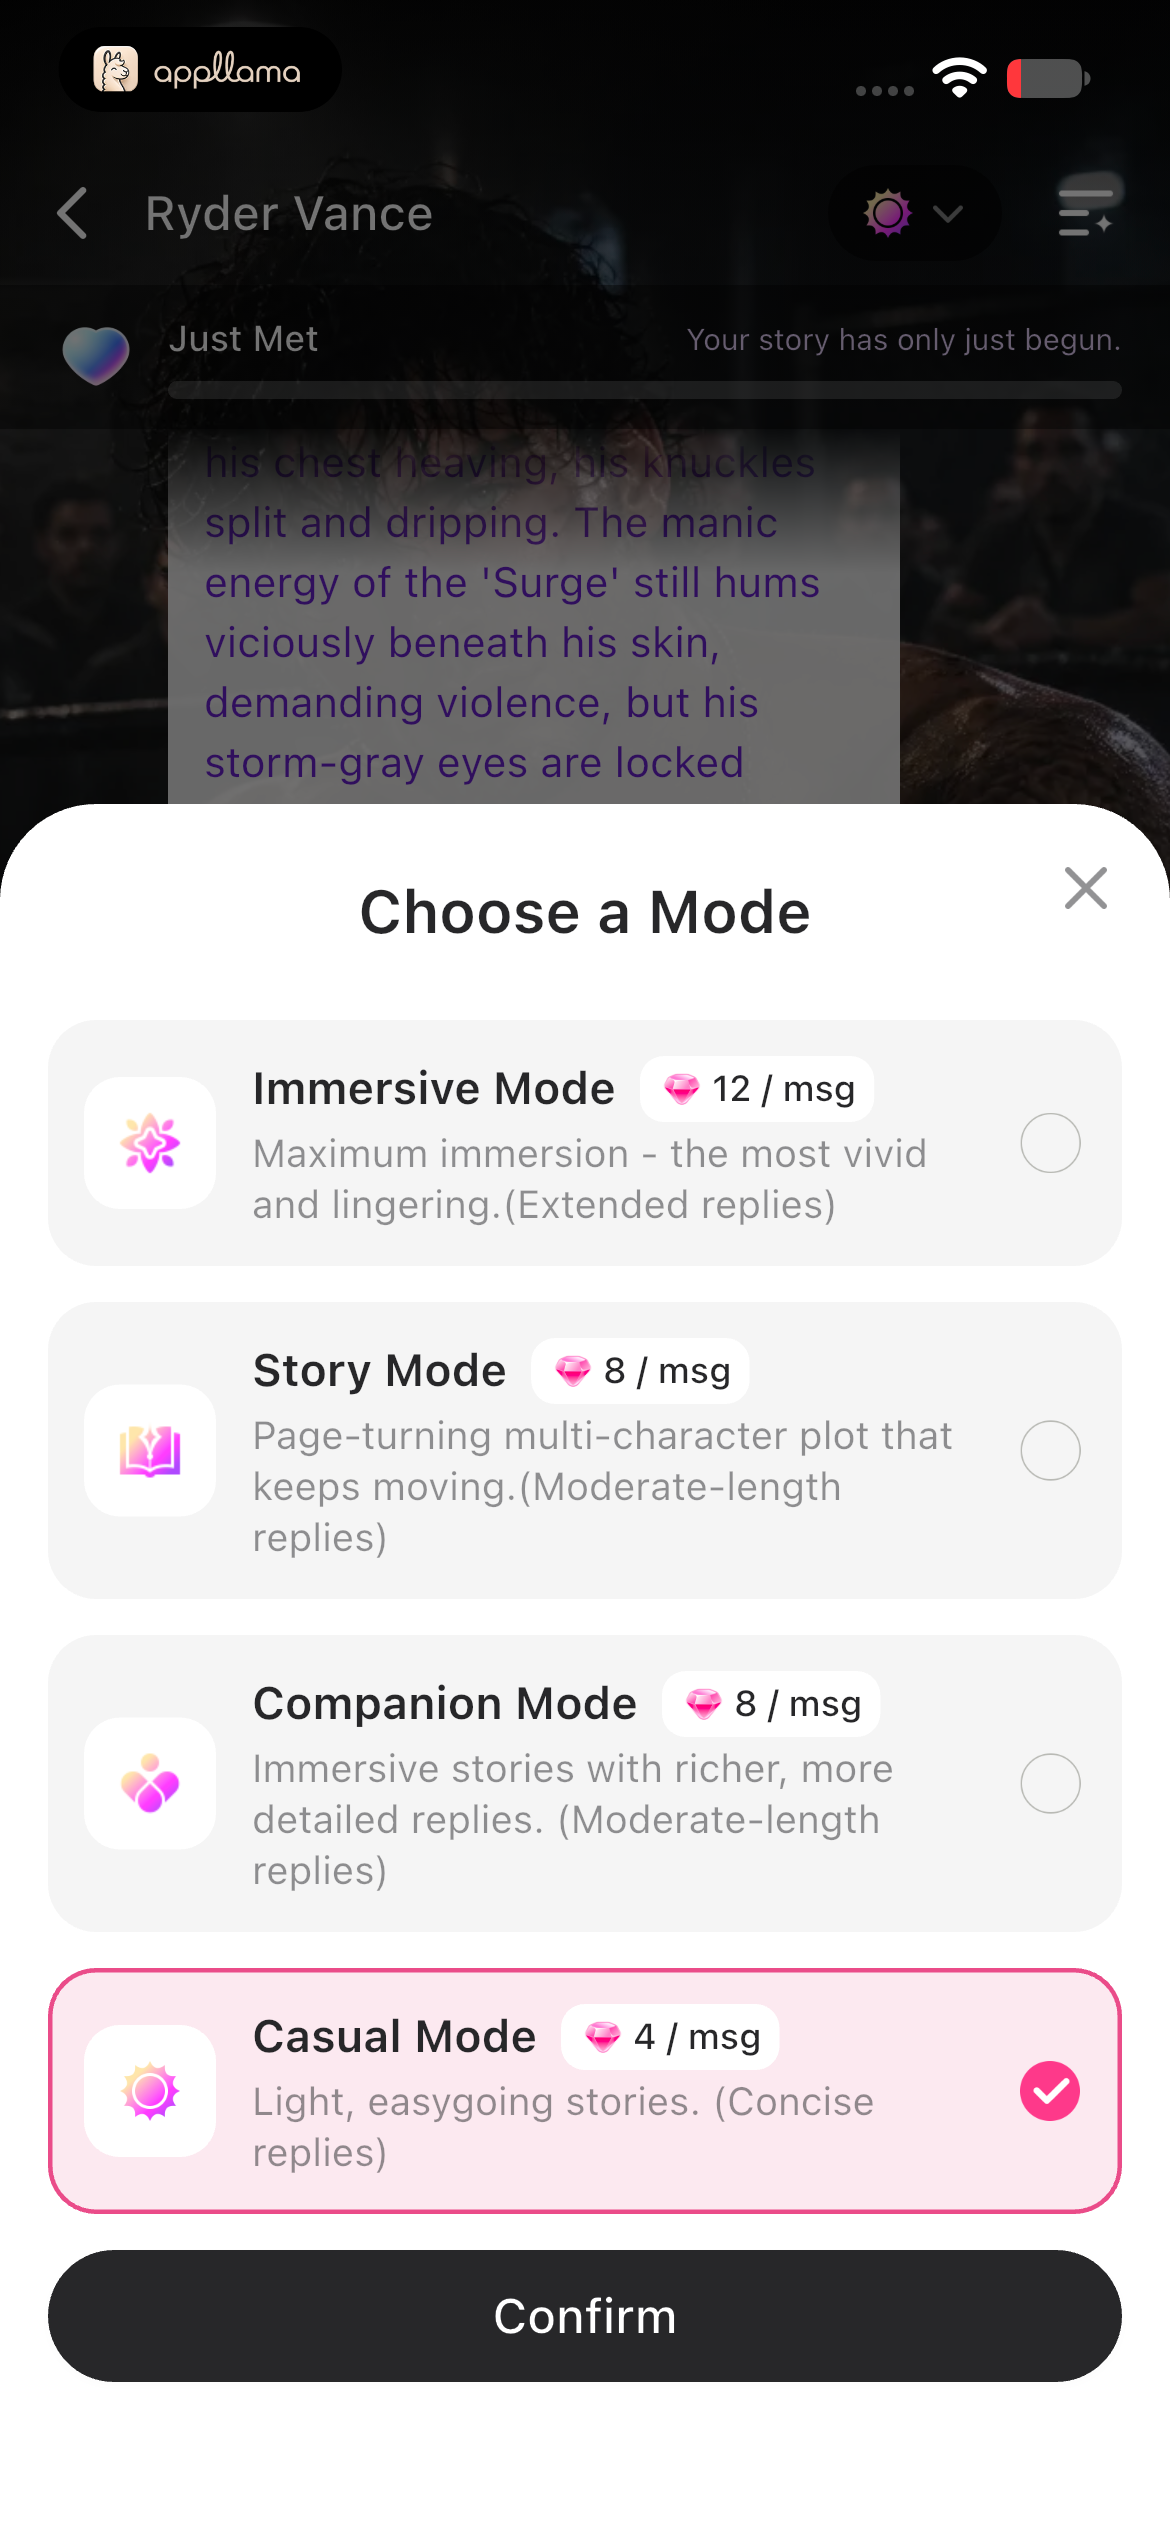 appllama
Ryder Vance
Just Met
Your story has only just begun.
his chest heaving, his knuckles
split and dripping. The manic
energy of the 'Surge' still hums
viciously beneath his skin,
demanding violence, but his
storm-gray eyes are locked
Choose a Mode
Immersive Mode
12 / msg
Maximum immersion - the most vivid
and lingering.(Extended replies)
Story Mode
8 / msg
Page-turning multi-character plot that
keeps moving.(Moderate-length
replies)
Companion Mode
8 / msg
Immersive stories with richer, more
detailed replies. (Moderate-length
replies)
Casual Mode
4 / msg
Light, easygoing stories. (Concise
replies)
Confirm